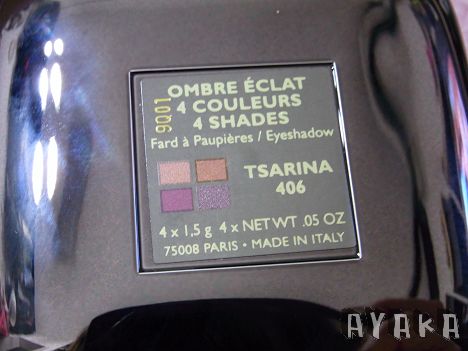 OMBRE ÉCLAT
4 COULEURS
4 SHADES
Fard à Paupières / Eyeshadow
9Q01
TSARINA
406
4 x 1,5 g 4 x NET WT .05 OZ
75008 PARIS • MADE IN ITALY
AYAKA